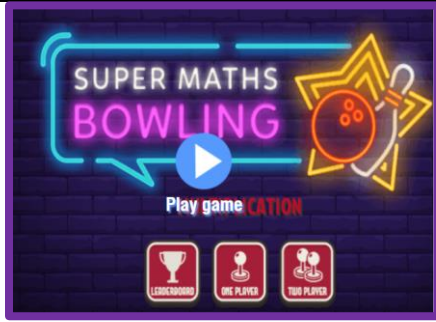 SUPER MATHS
BOWLING
Play game
LEADERBOARD
ONE PLAYER
TWO PLAYER